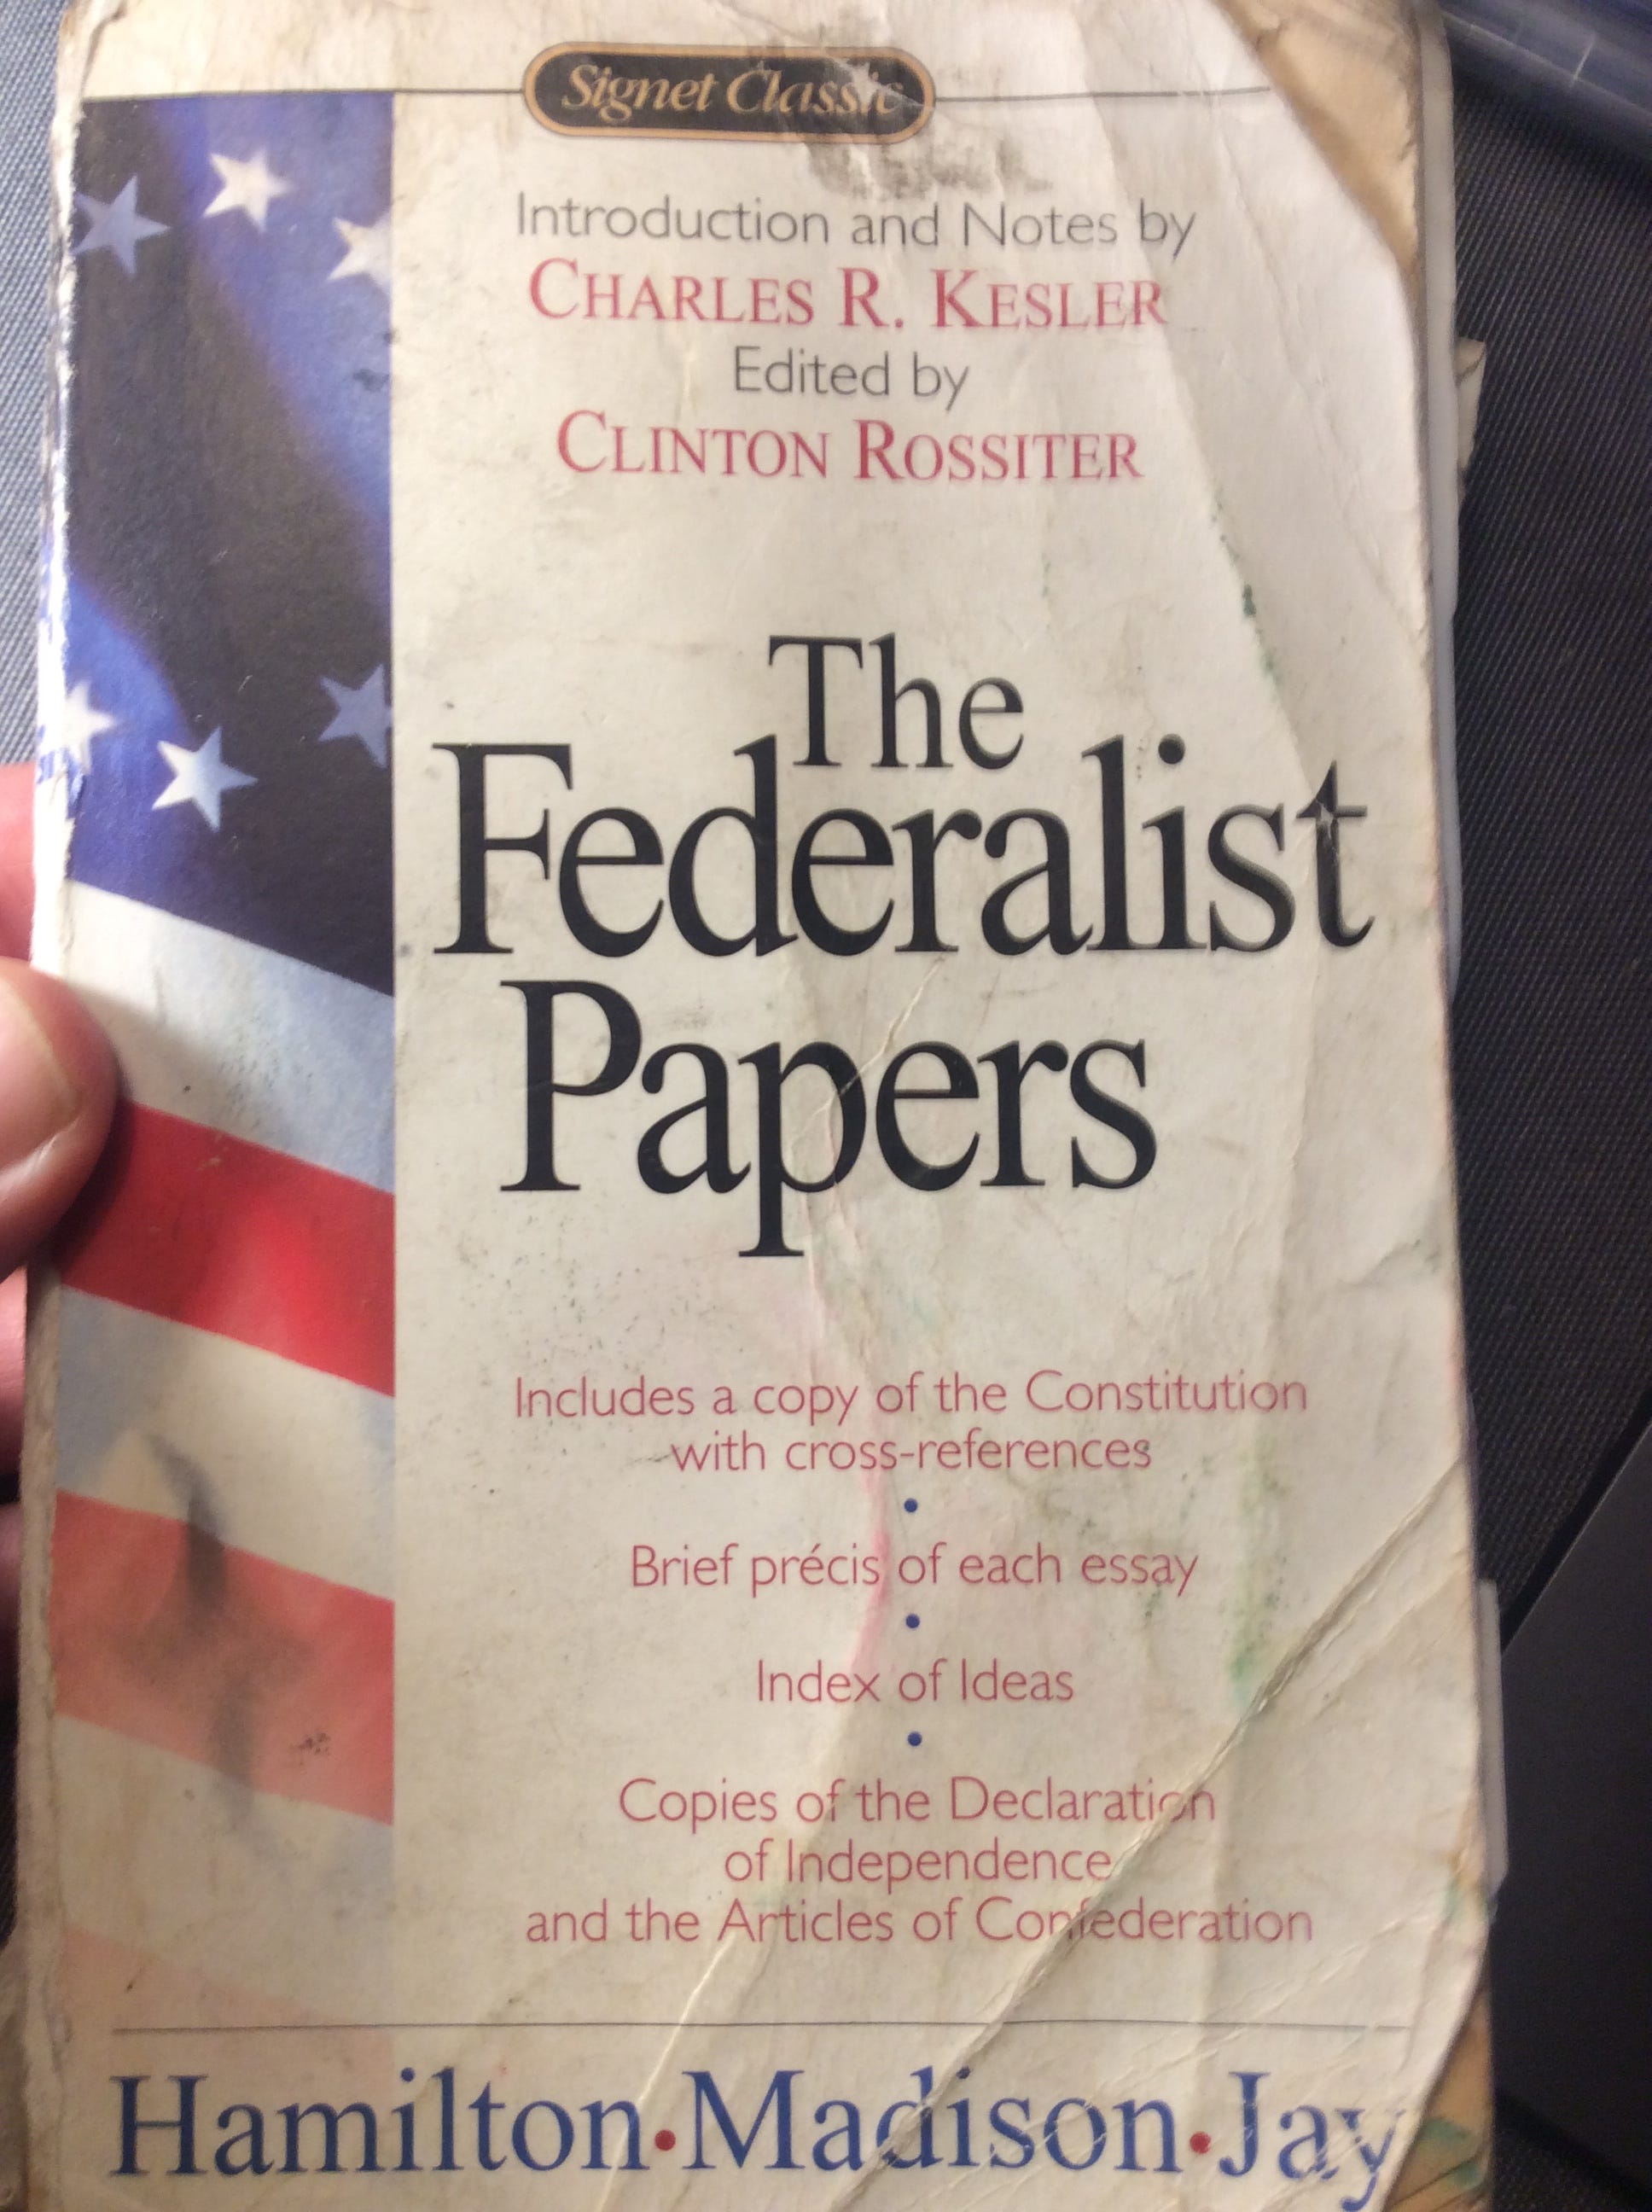 Signet Classic
Introduction and Notes by
CHARLES R. KESLER
Edited by
CLINTON ROSSITER
The
Federalist
Papers
Includes a copy of the Constitution
with cross-references
•
Brief précis of each essay
•
Index of Ideas
•
Copies of the Declaration
of Independence
and the Articles of Confederation
Hamilton•Madison•Jay